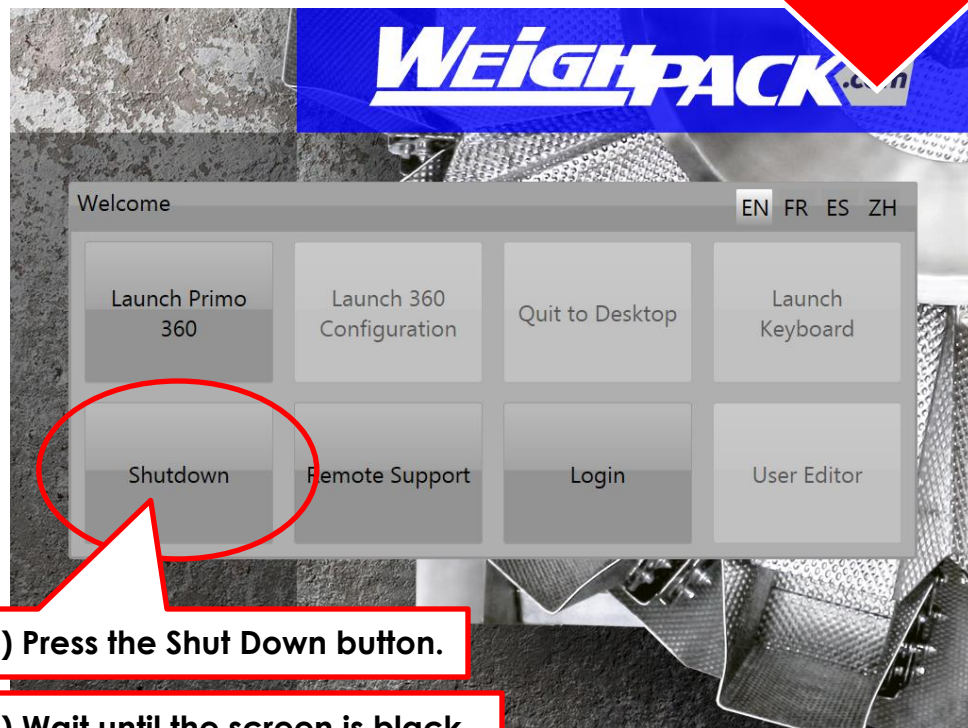 WEIGHPACK
Welcome
EN FR ES ZH
Launch Primo
360
Launch 360
Configuration
Quit to Desktop
Launch
Keyboard
Shutdown
Remote Support
Login
User Editor
) Press the Shut Down button.
) Wait until the screen is black